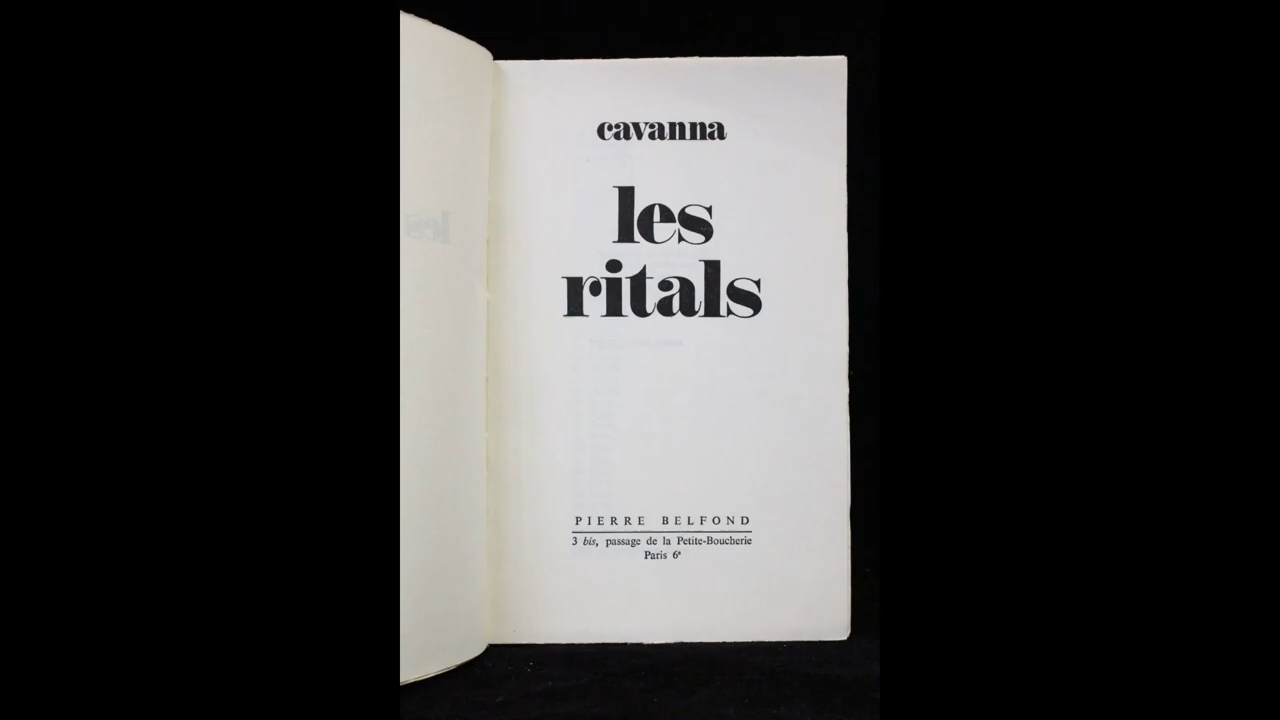 cavanna
les
ritals
PIERRE BELFOND
3 bis, passage de la Petite-Boucherie
Paris 6ᵉ